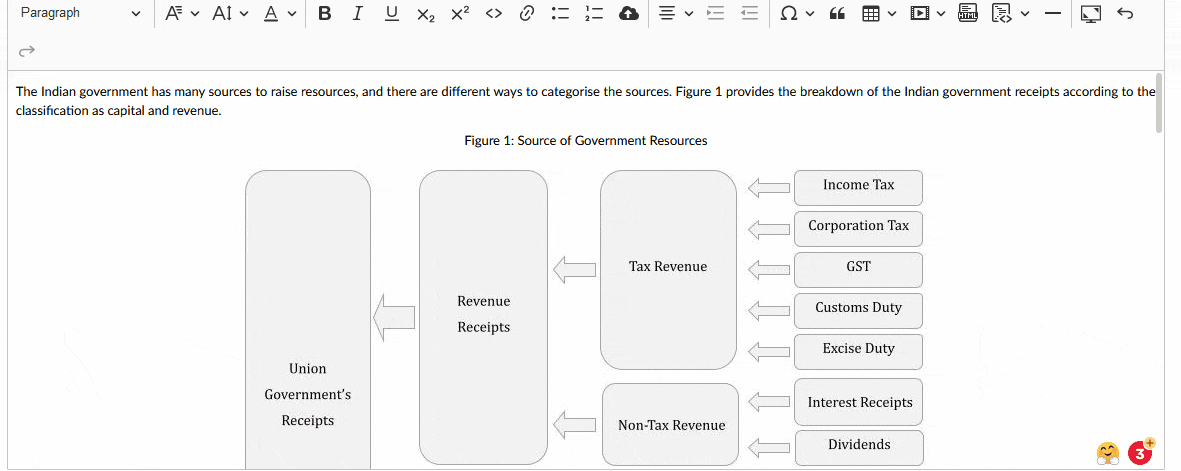 Paragraph
The Indian government has many sources to raise resources, and there are different ways to categorise the sources. Figure 1 provides the breakdown of the Indian government receipts according to the
classification as capital and revenue.
Figure 1: Source of Government Resources
Income Tax
Corporation Tax
GST
Customs Duty
Excise Duty
Tax Revenue
Revenue
Receipts
Union
Government's
Receipts
Interest Receipts
Non-Tax Revenue
Dividends
3